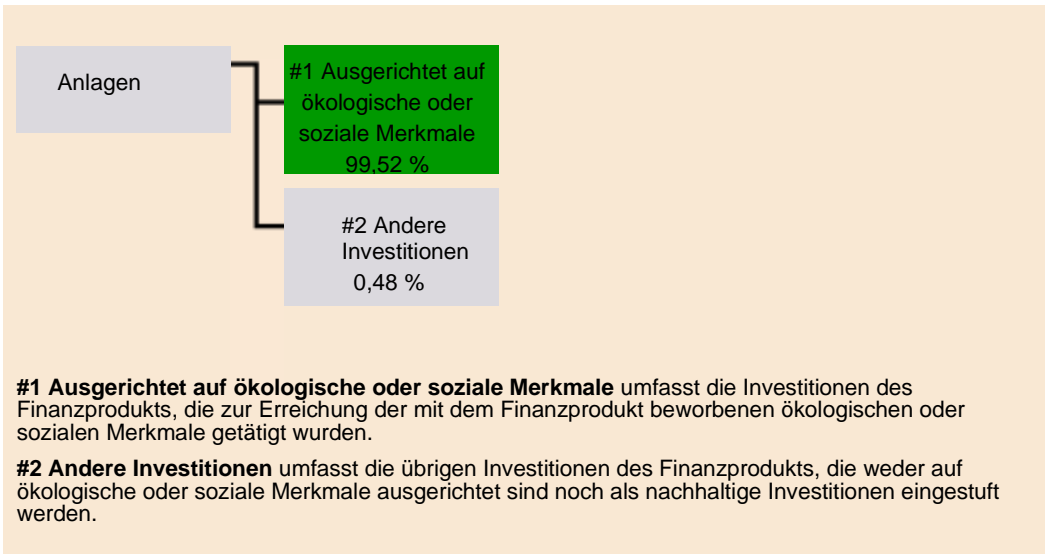 Anlagen
#1 Ausgerichtet auf
ökologische oder
soziale Merkmale
99,52 %
#2 Andere
Investitionen
0,48 %
#1 Ausgerichtet auf ökologische oder soziale Merkmale umfasst die Investitionen des
Finanzprodukts, die zur Erreichung der mit dem Finanzprodukt beworbenen ökologischen oder
sozialen Merkmale getätigt wurden.
#2 Andere Investitionen umfasst die übrigen Investitionen des Finanzprodukts, die weder auf
ökologische oder soziale Merkmale ausgerichtet sind noch als nachhaltige Investitionen eingestuft
werden.